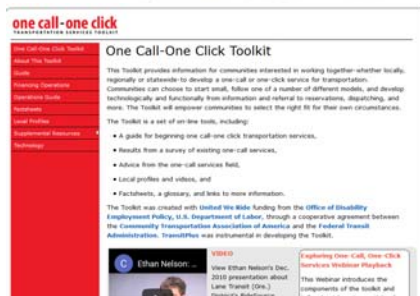 one call–one click
TRANSPORTATION SERVICES TOOLKIT
One Call-One Click Toolkit
About This Toolkit
Guide
Financing Operations
Operations Guide
Factsheets
Local Profiles
Supplemental Resources
Technology
One Call-One Click Toolkit
This Toolkit provides information for communities interested in working together-whether locally,
regionally or statewide-to develop a one-call or one-click service for transportation.
Communities can choose to start small, follow one of a number of different models, and develop
technologically and functionally from information and referral to reservations, dispatching, and
more. The Toolkit will empower communities to select the right fit for their own circumstances.
The Toolkit is a set of on-line tools, including:
• A guide for beginning one-call one-click transportation services,
• Results from a survey of existing one-call services,
• Advice from the one-call services field,
• Local profiles and videos, and
• Factsheets, a glossary, and links to more information.
The Toolkit was created with United We Ride funding from the Office of Disability
Employment Policy, U.S. Department of Labor, through a cooperative agreement between
the Community Transportation Association of America and the Federal Transit
Administration. TransitPlus was instrumental in developing the Toolkit.
C Ethan Nelson: ...
VIDEO
View Ethan Nelson's Dec.
2010 presentation about
Lane Transit (Ore.)
District's RideSource
Exploring One-Call, One-Click
Services Webinar Playback
This Webinar introduces the
components of the toolkit and